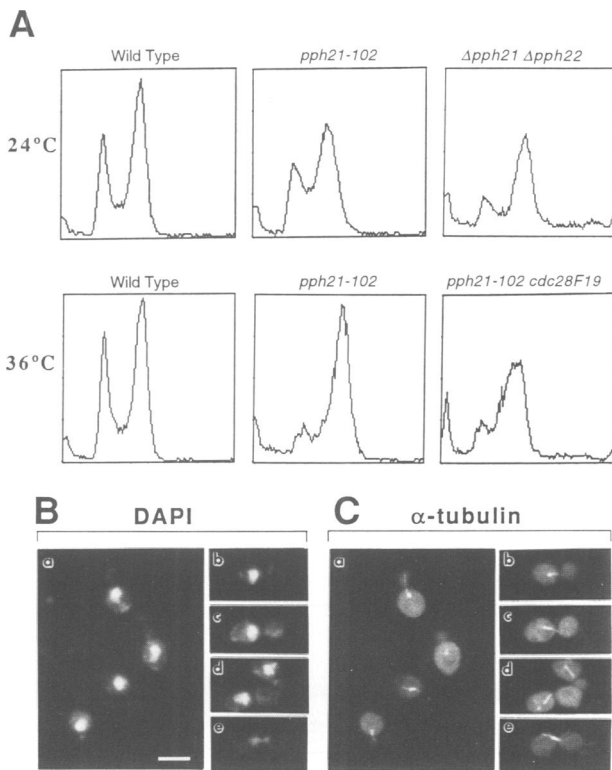 A
Wild Type pph21-102 Δpph21 Δpph22
24°C
Wild Type pph21-102 pph21-102 cdc28F19
36°C
B DAPI C α-tubulin
a b a b
c c
d d
e e